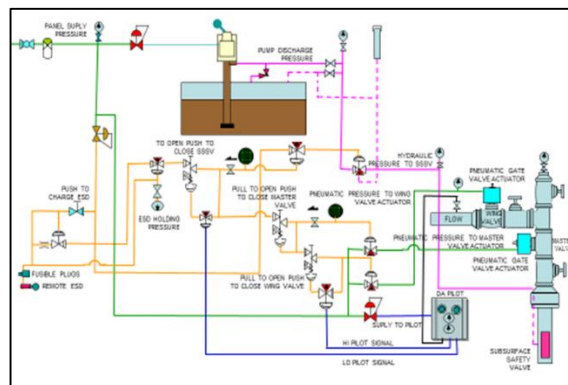 PANEL SUPLY
PRESSURE
PUMP DISCHARGE
PRESSURE
TO OPEN PUSH TO
CLOSE SSSV
HYDRAULIC
PRESSURE TO SSSV
PNEUMATIC GATE
VALVE ACTUATOR
PUSH TO
CHARGE ESD
PULL TO OPEN PUSH
TO CLOSE MASTER
VALVE
PNEUMATIC PRESSURE TO WING
VALVE ACTUATOR
ESD HOLDING
PRESSURE
FLOW
WING
VALVE
PNEUMATIC PRESSURE TO MASTER
VALVE ACTUATOR
MASTER
VALVE
PNEUMATIC GATE
VALVE ACTUATOR
FUSIBLE PLUGS
REMOTE ESD
PULL TO OPEN PUSH
TO CLOSE WING VALVE
DA PILOT
SUPLY TO PILOT
HI PILOT SIGNAL
LO PILOT SIGNAL
SUBSURFACE
SAFETY
VALVE